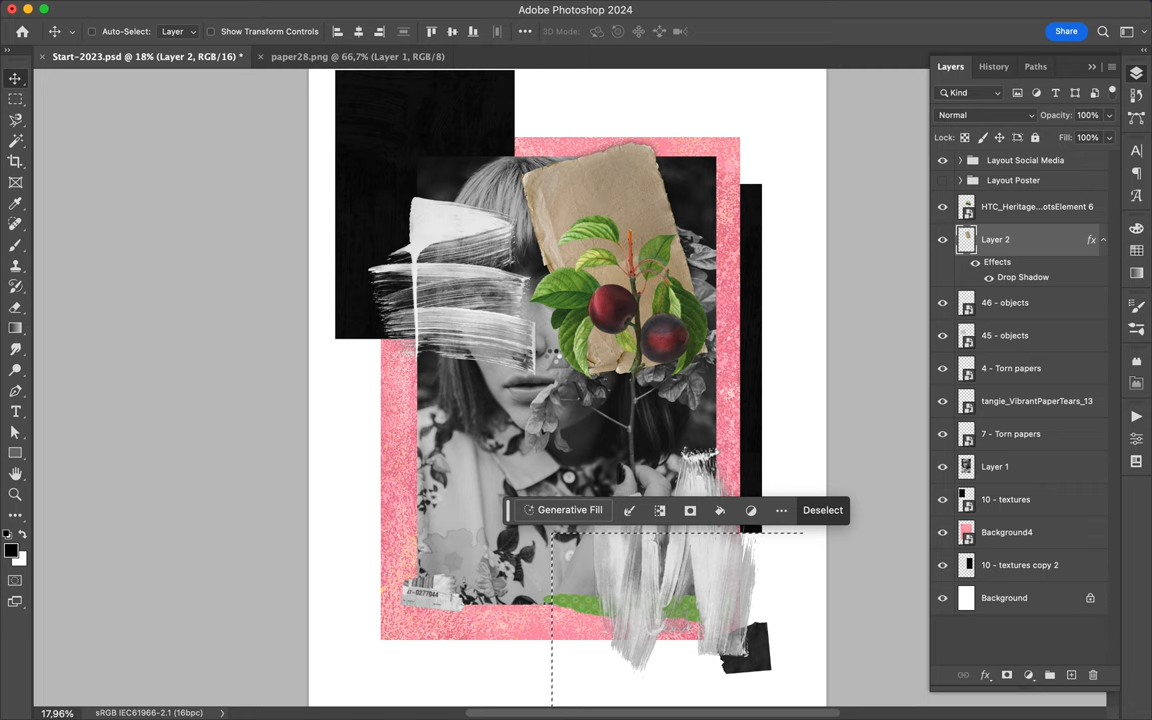 Adobe Photoshop 2024
Auto-Select: Layer Show Transform Controls 3D Mode: Share
Start-2023.psd @ 18% (Layer 2, RGB/16) * paper28.png @ 66,7% (Layer 1, RGB/8)
Layers History Paths
Kind
Normal Opacity: 100%
Lock: Fill: 100%
Layout Social Media
Layout Poster
HTC_Heritage...otsElement 6
Layer 2 fx
Effects
Drop Shadow
46 - objects
45 - objects
4 - Torn papers
tangie_VibrantPaperTears_13
7 - Torn papers
Layer 1
10 - textures
Generative Fill Deselect
Background4
10 - textures copy 2
Background
17,96% sRGB IEC61966-2.1 (16bpc)